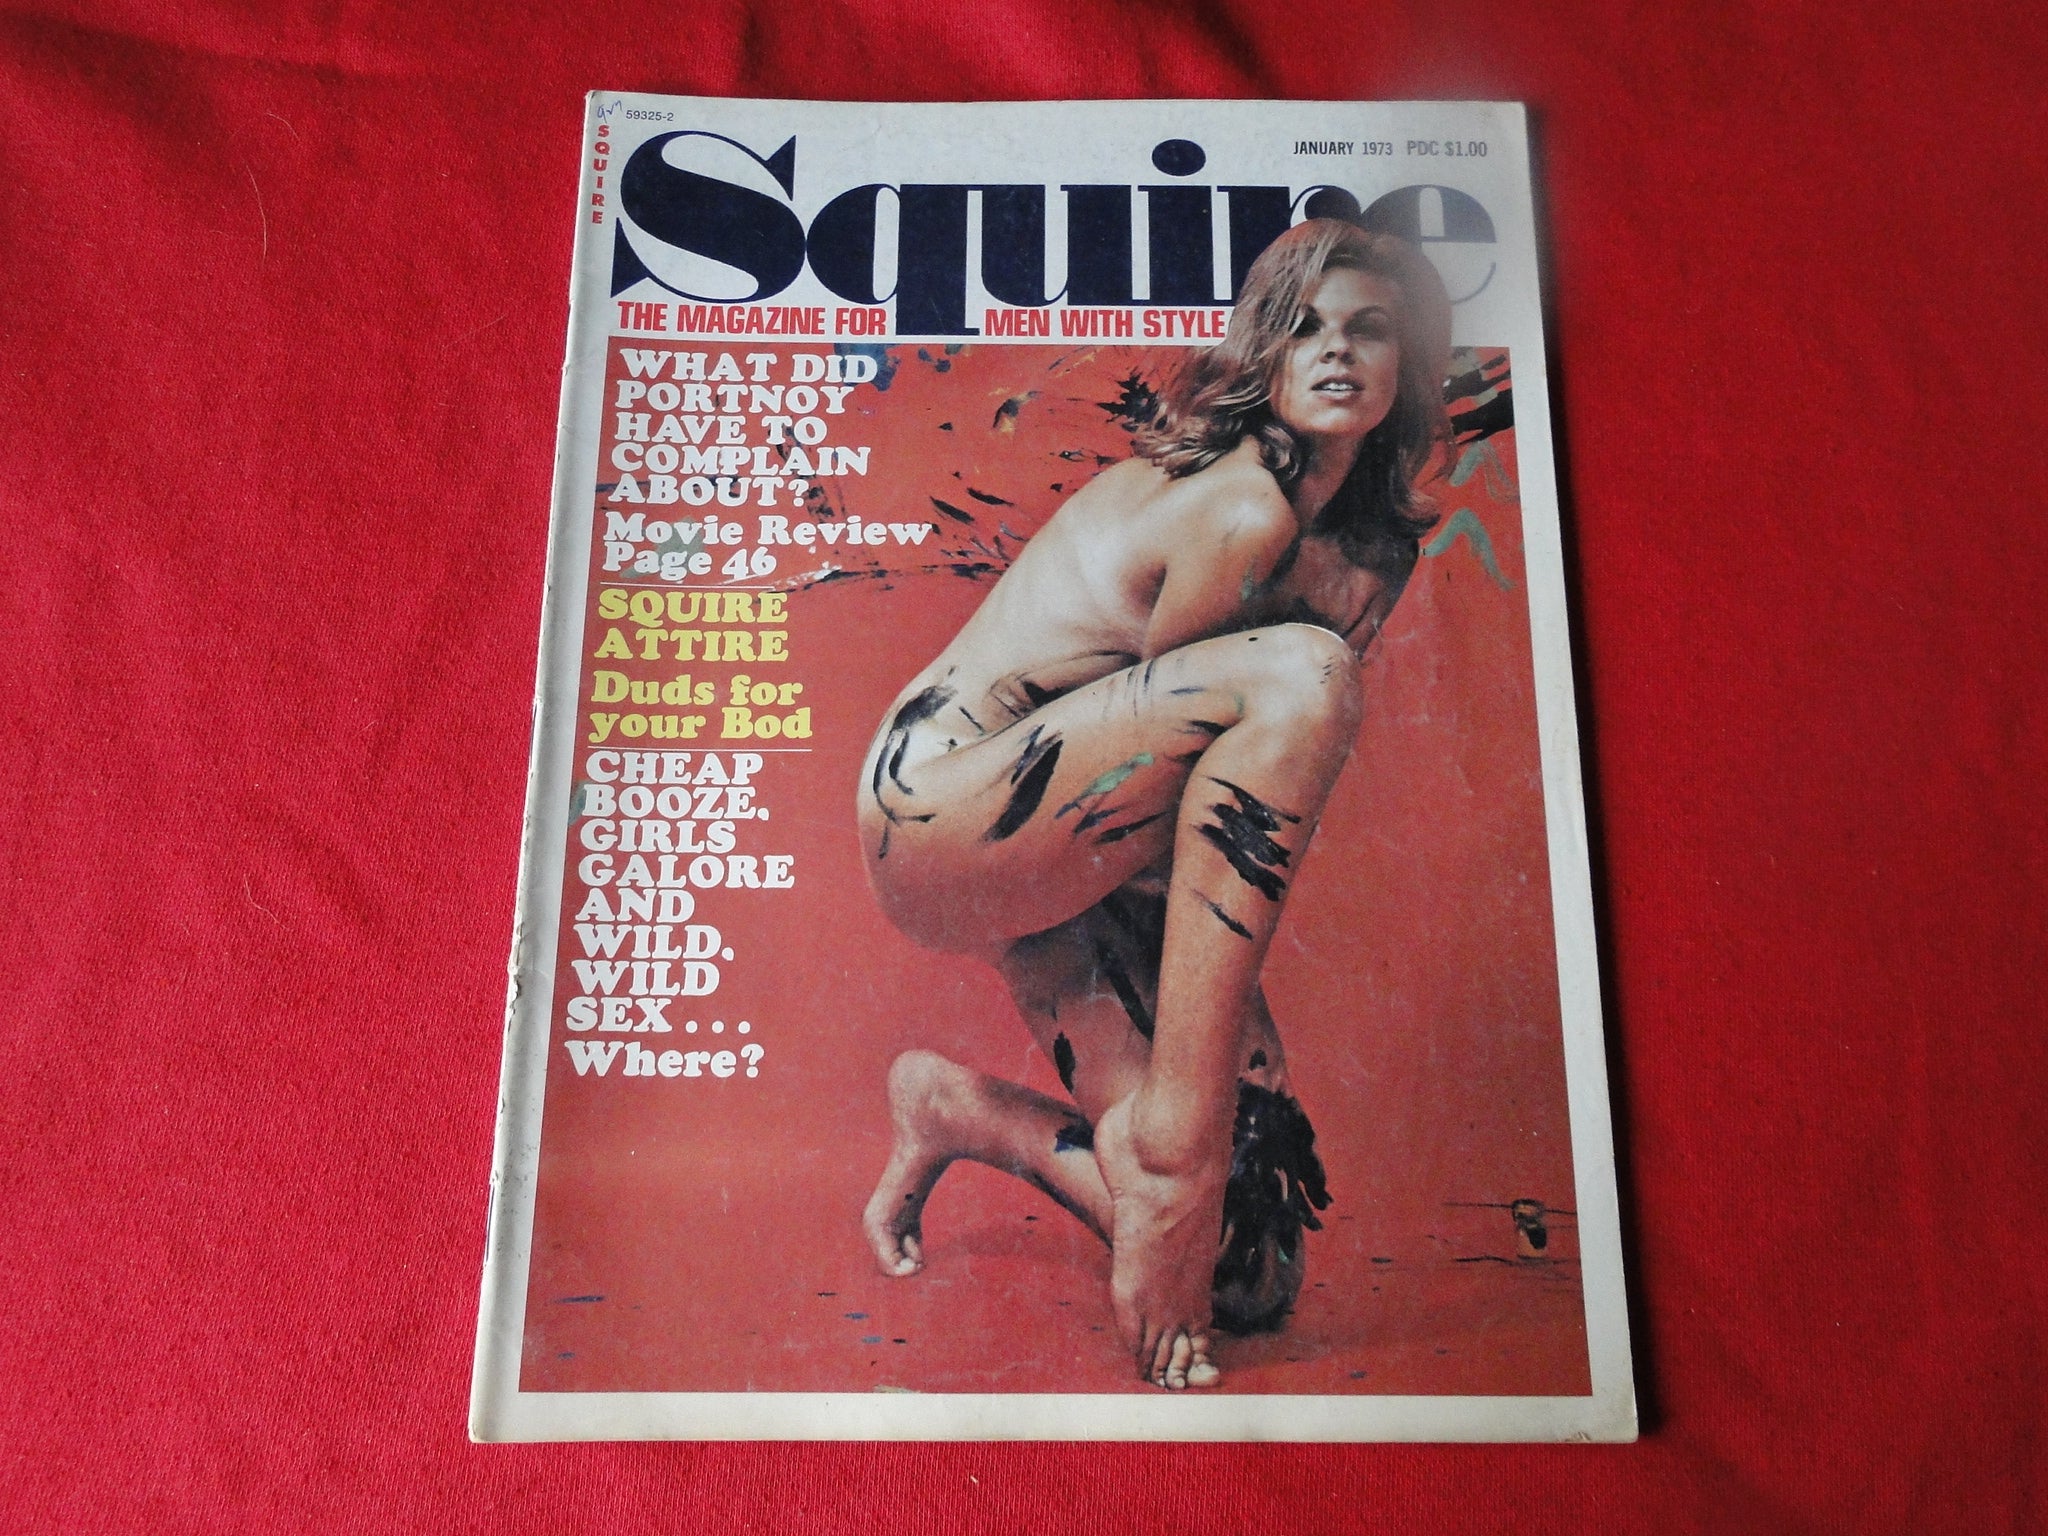 59325-2
SQUIRE
JANUARY 1973 PDC $1.00
Squire
THE MAGAZINE FOR MEN WITH STYLE
WHAT DID
PORTNOY
HAVE TO
COMPLAIN
ABOUT?
Movie Review
Page 46
SQUIRE
ATTIRE
Duds for
your Bod
CHEAP
BOOZE,
GIRLS
GALORE
AND
WILD,
WILD
SEX...
Where?